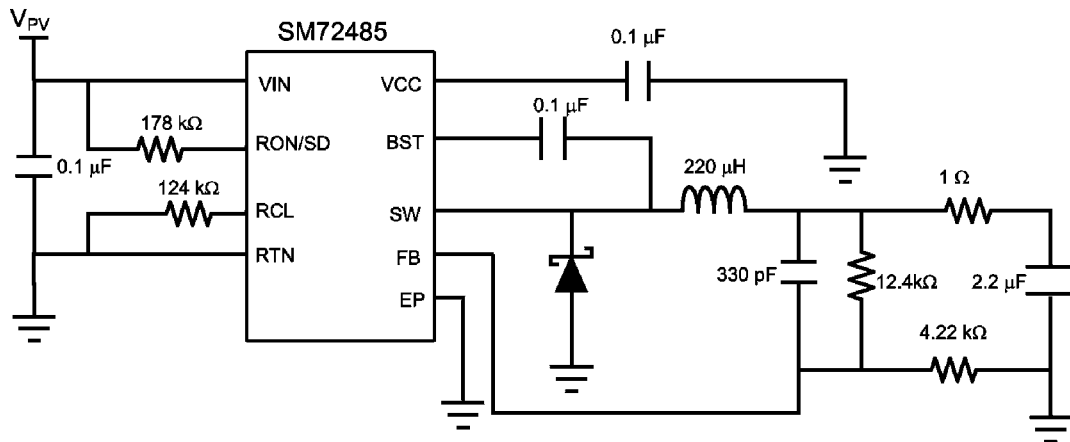 V_PV
SM72485
0.1 μF
VIN
VCC
0.1 μF
178 kΩ
RON/SD
BST
0.1 μF
124 kΩ
220 μH
1 Ω
RCL
SW
RTN
FB
330 pF
12.4kΩ
2.2 μF
EP
4.22 kΩ